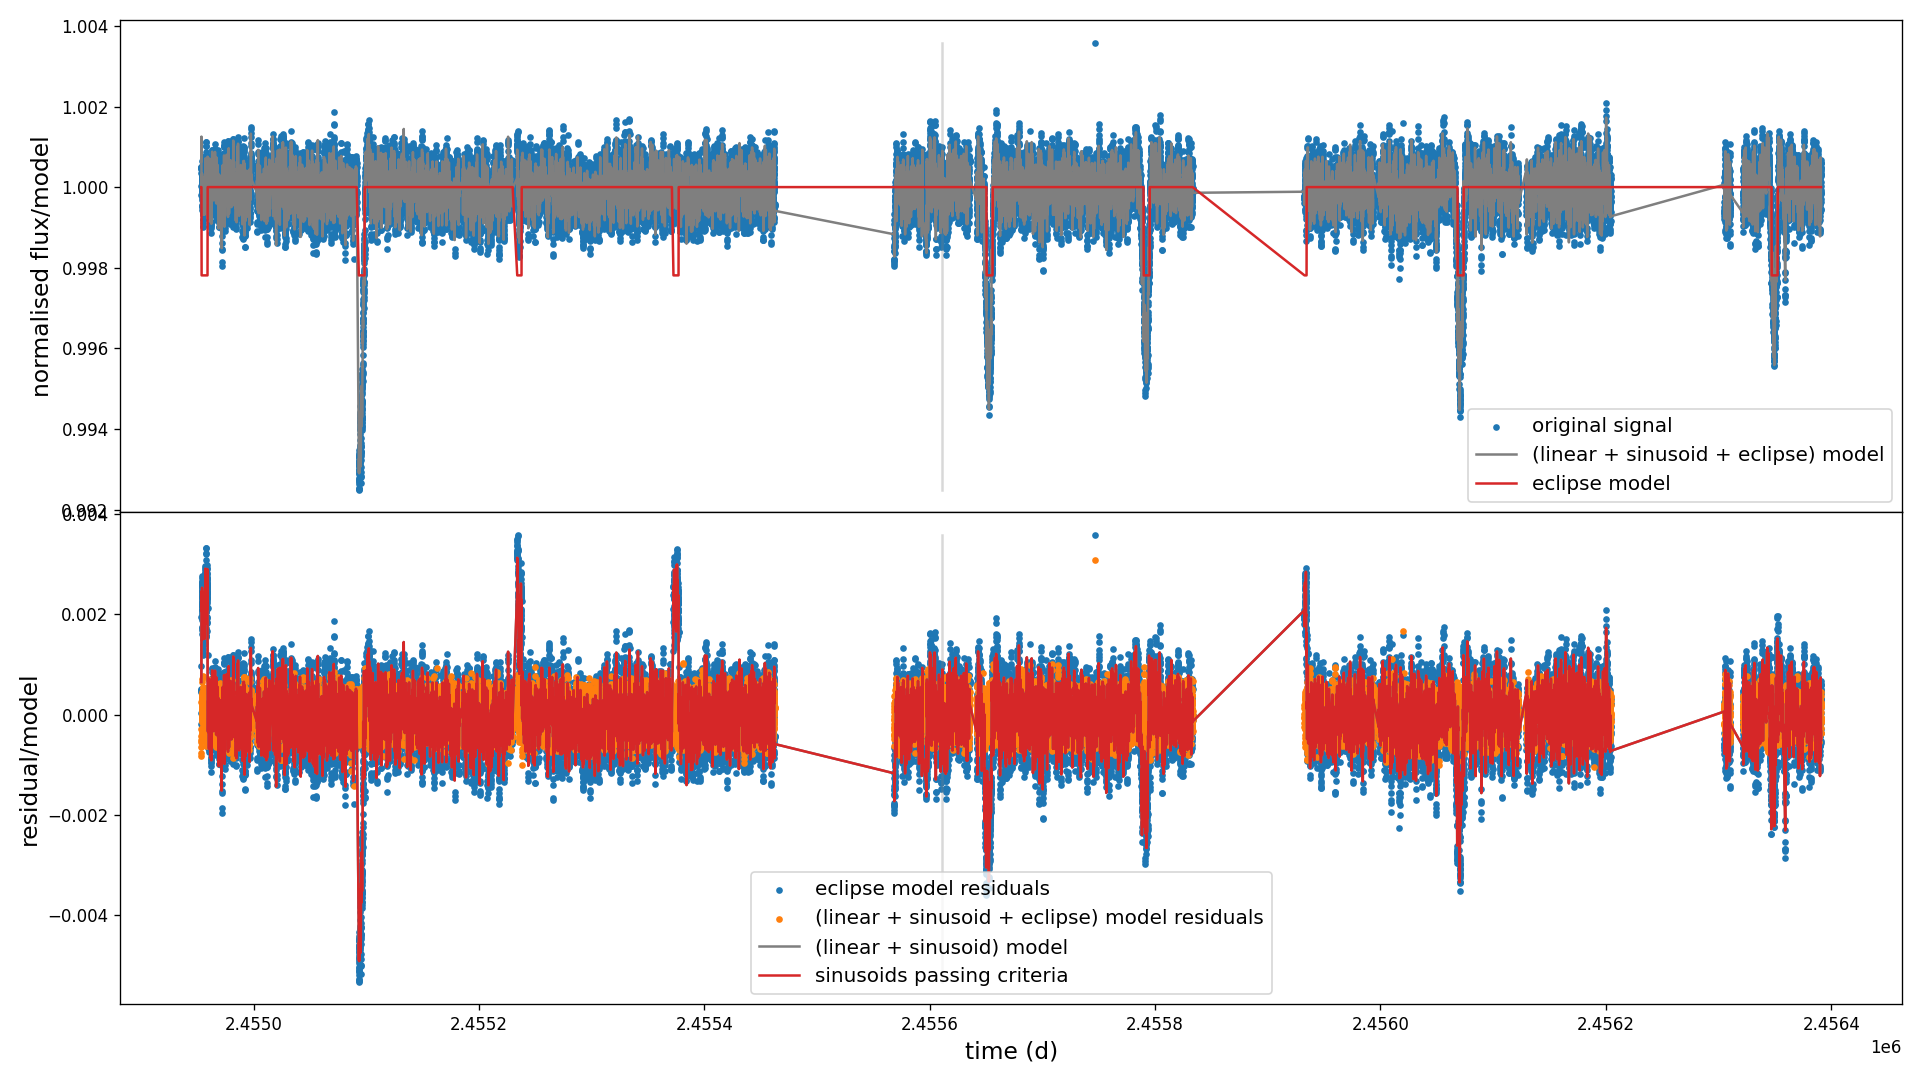 normalised flux/model
1.004
1.002
1.000
0.998
0.996
0.994
0.992
original signal
(linear + sinusoid + eclipse) model
eclipse model
residual/model
0.004
0.002
0.000
−0.002
−0.004
eclipse model residuals
(linear + sinusoid + eclipse) model residuals
(linear + sinusoid) model
sinusoids passing criteria
2.4550
2.4552
2.4554
2.4556
2.4558
2.4560
2.4562
2.4564
1e6
time (d)